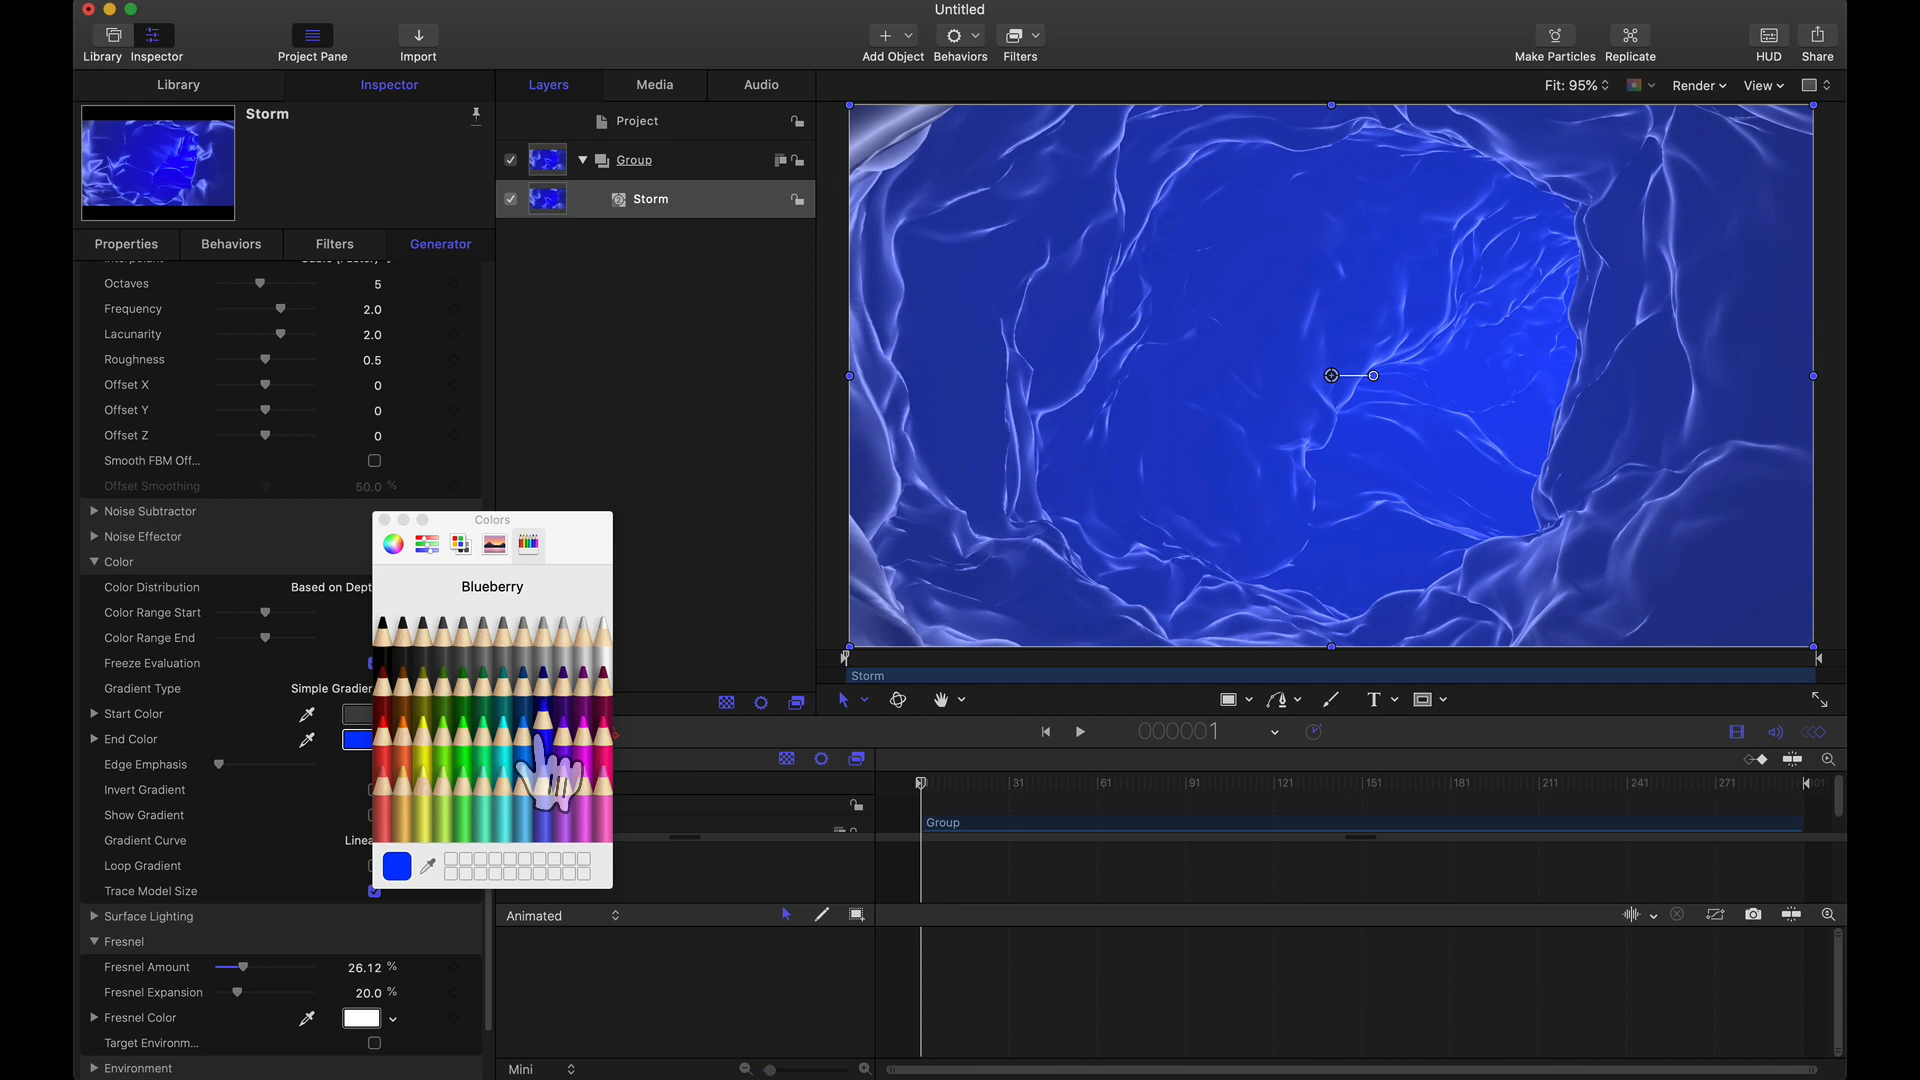 Untitled
Library
Inspector
Project Pane
Import
Add Object
Behaviors
Filters
Make Particles
Replicate
HUD
Share
Library
Inspector
Layers
Media
Audio
Fit: 95%
Render
View
Storm
Project
Group
Storm
Properties
Behaviors
Filters
Generator
Octaves 5
Frequency 2.0
Lacunarity 2.0
Roughness 0.5
Offset X 0
Offset Y 0
Offset Z 0
Smooth FBM Off...
Offset Smoothing 50.0 %
Noise Subtractor
Noise Effector
Color
Color Distribution Based on Dept
Color Range Start
Color Range End
Freeze Evaluation
Gradient Type Simple Gradier
Start Color
End Color
Edge Emphasis
Invert Gradient
Show Gradient
Gradient Curve Linea
Loop Gradient
Trace Model Size
Surface Lighting
Fresnel
Fresnel Amount 26.12 %
Fresnel Expansion 20.0 %
Fresnel Color
Target Environm...
Environment
Colors
Blueberry
Storm
T
000001
31 61 91 121 151 181 211 241 271 301
Group
Animated
Mini